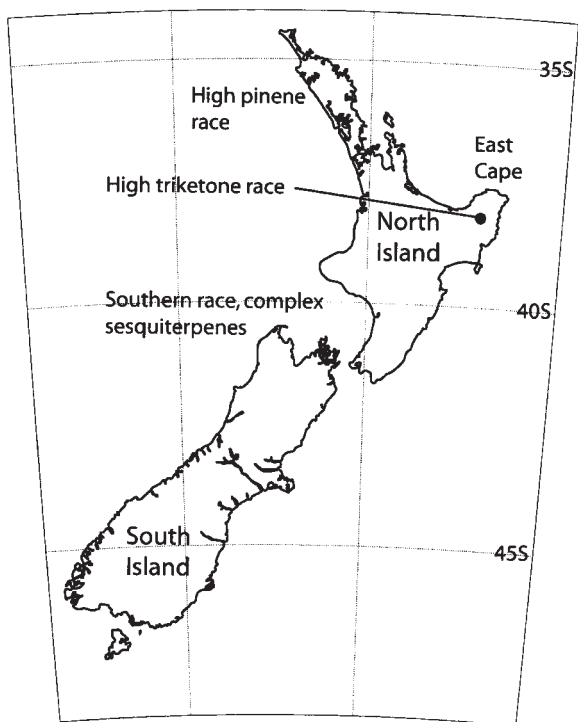 35S
High pinene
race
East
Cape
High triketone race
North
Island
Southern race, complex
sesquiterpenes
40S
South
Island
45S